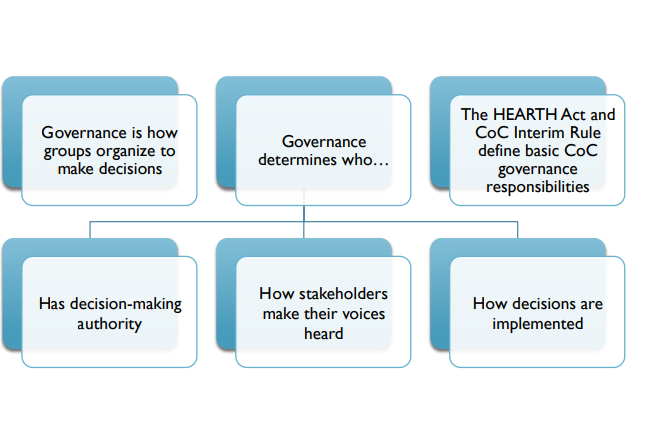 Governance is how
groups organize to
make decisions
Governance
determines who…
The HEARTH Act and
CoC Interim Rule
define basic CoC
governance
responsibilities
Has decision-making
authority
How stakeholders
make their voices
heard
How decisions are
implemented